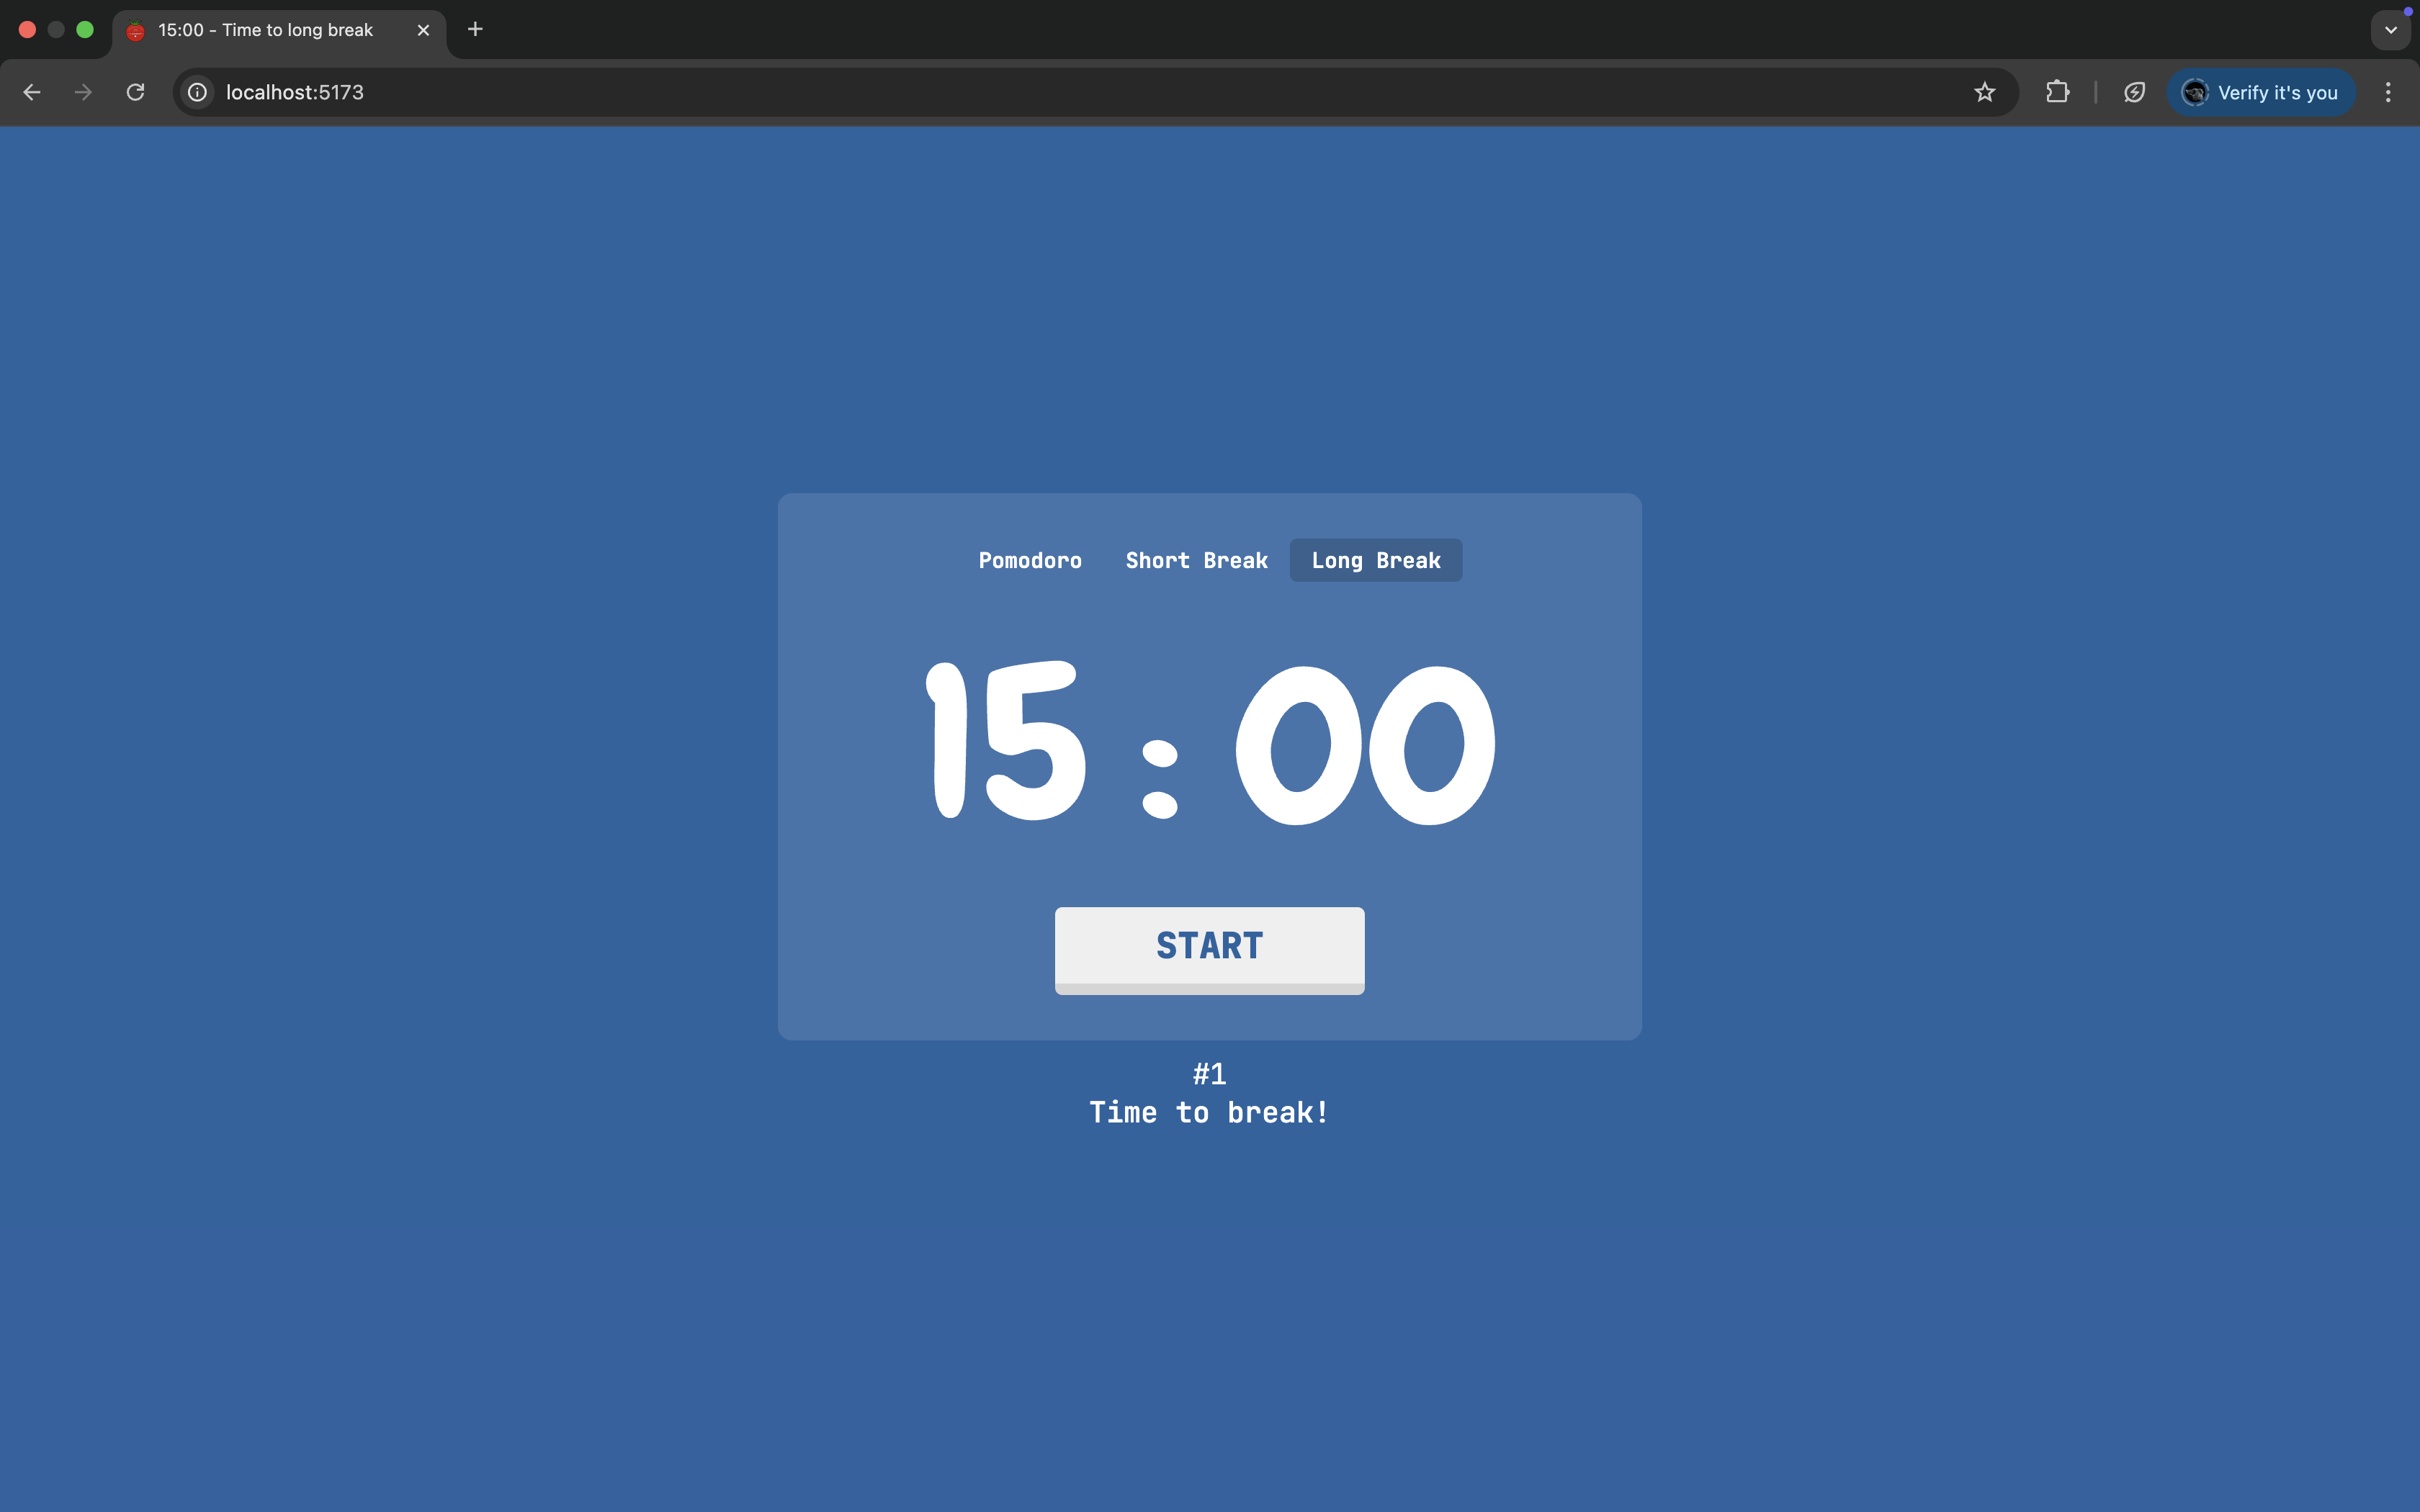 15:00 - Time to long break
localhost:5173
Verify it's you
Pomodoro Short Break Long Break
15 : 00
START
#1
Time to break!